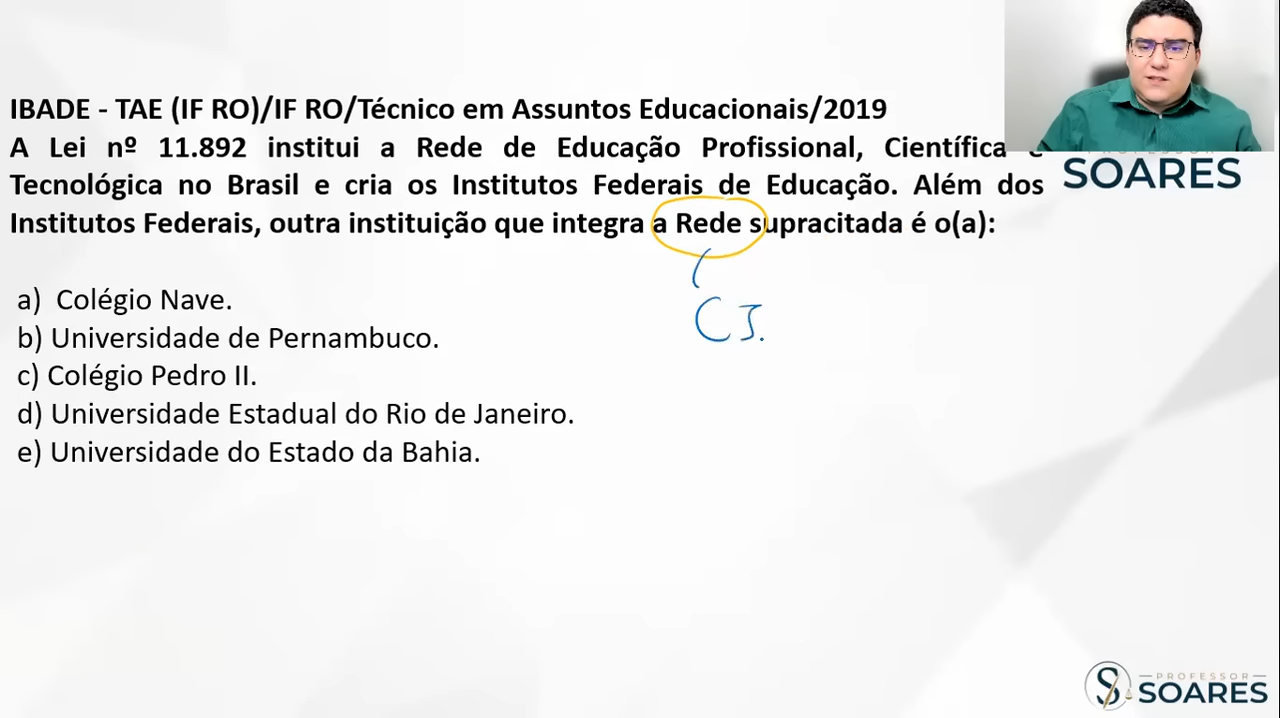 IBADE - TAE (IF RO)/IF RO/Técnico em Assuntos Educacionais/2019
A Lei nº 11.892 institui a Rede de Educação Profissional, Científica e
Tecnológica no Brasil e cria os Institutos Federais de Educação. Além dos
Institutos Federais, outra instituição que integra a Rede supracitada é o(a):
a) Colégio Nave.
b) Universidade de Pernambuco.
c) Colégio Pedro II.
d) Universidade Estadual do Rio de Janeiro.
e) Universidade do Estado da Bahia.
SOARES
PROFESSOR
SOARES